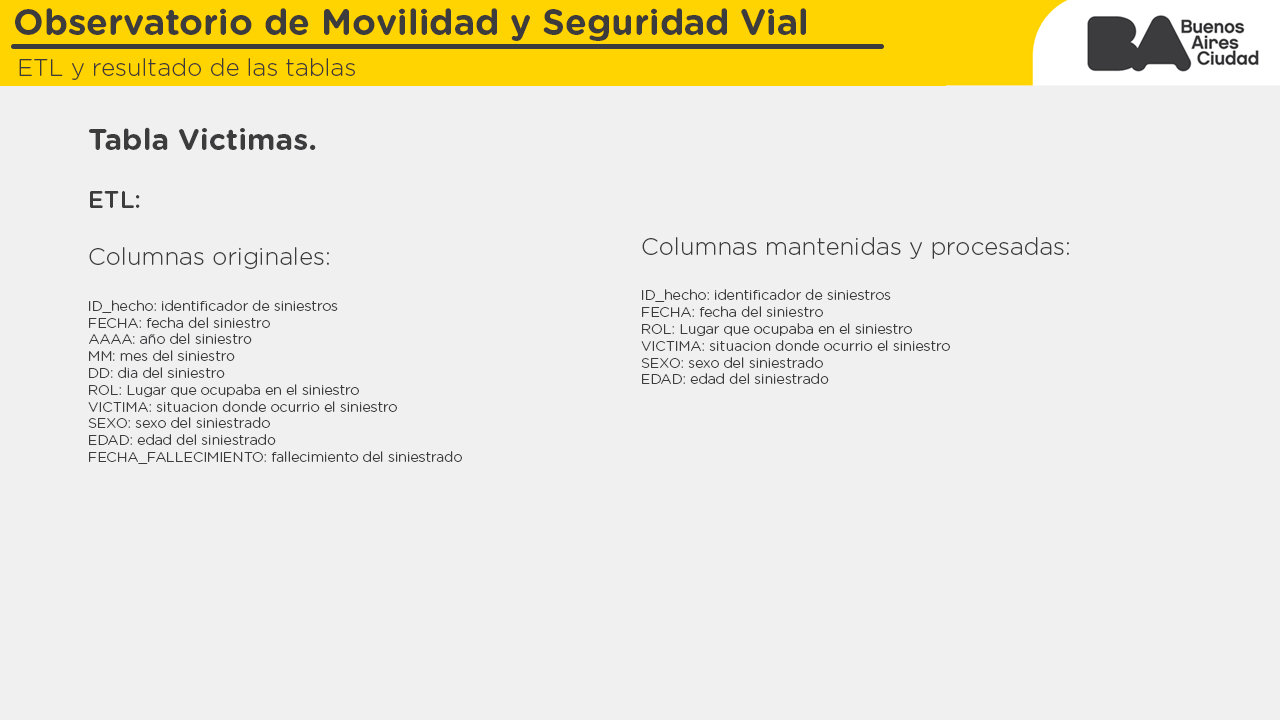 Observatorio de Movilidad y Seguridad Vial
ETL y resultado de las tablas
BA Buenos
Aires
Ciudad
Tabla Victimas.
ETL:
Columnas originales:
ID_hecho: identificador de siniestros
FECHA: fecha del siniestro
AAAA: año del siniestro
MM: mes del siniestro
DD: dia del siniestro
ROL: Lugar que ocupaba en el siniestro
VICTIMA: situacion donde ocurrio el siniestro
SEXO: sexo del siniestrado
EDAD: edad del siniestrado
FECHA_FALLECIMIENTO: fallecimiento del siniestrado
Columnas mantenidas y procesadas:
ID_hecho: identificador de siniestros
FECHA: fecha del siniestro
ROL: Lugar que ocupaba en el siniestro
VICTIMA: situacion donde ocurrio el siniestro
SEXO: sexo del siniestrado
EDAD: edad del siniestrado